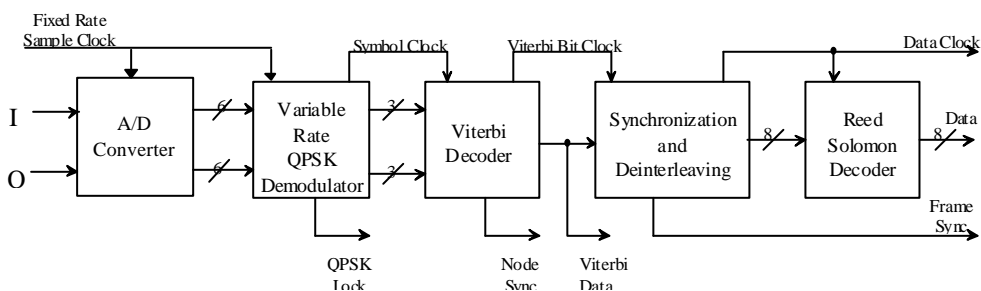 Fixed Rate
Sample Clock
Symbol Clock
Viterbi Bit Clock
Data Clock
I
O
A/D
Converter
6
6
Variable
Rate
QPSK
Demodulator
3
3
Viterbi
Decoder
Synchronization
and
Deinterleaving
8
Reed
Solomon
Decoder
8
Data
Frame
Sync
QPSK
Lock
Node
Sync
Viterbi
Data